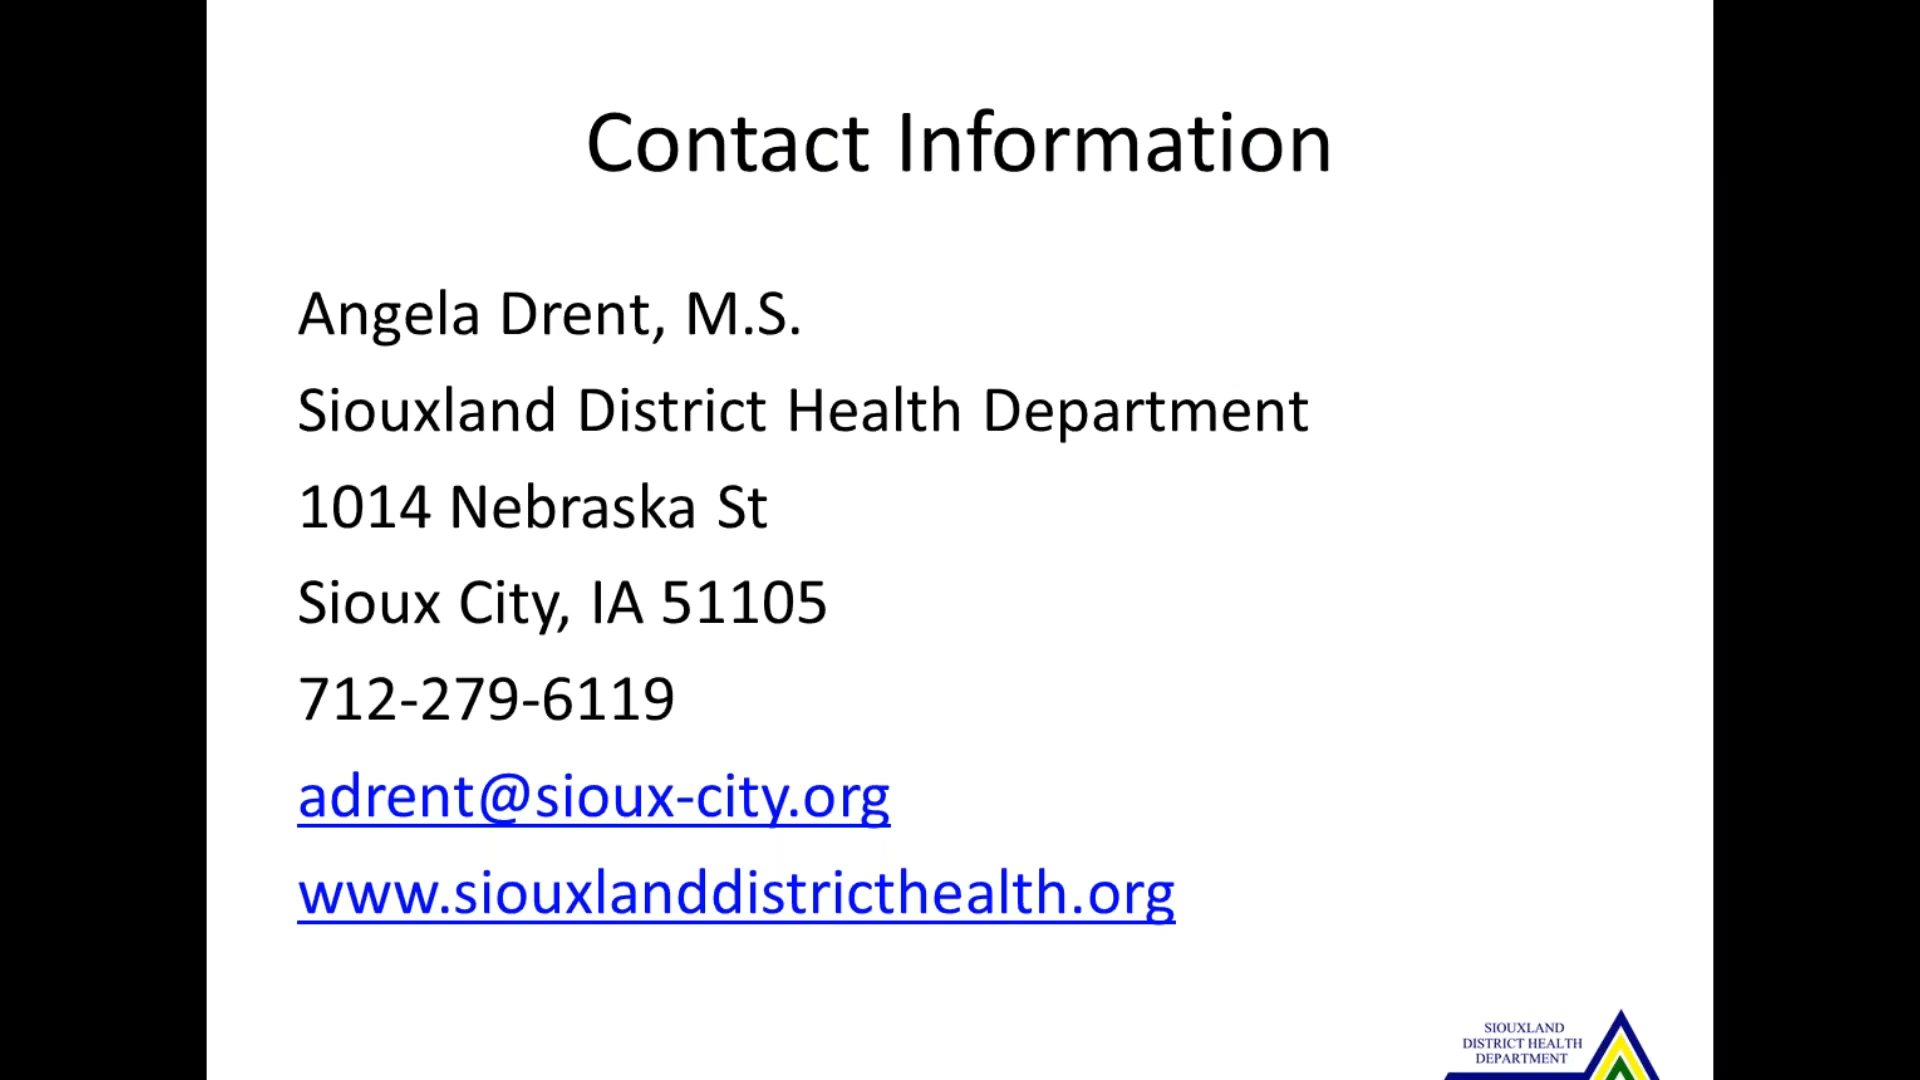 Contact Information
Angela Drent, M.S.
Siouxland District Health Department
1014 Nebraska St
Sioux City, IA 51105
712-279-6119
adrent@sioux-city.org
www.siouxlanddistricthealth.org
SIOUXLAND
DISTRICT HEALTH
DEPARTMENT